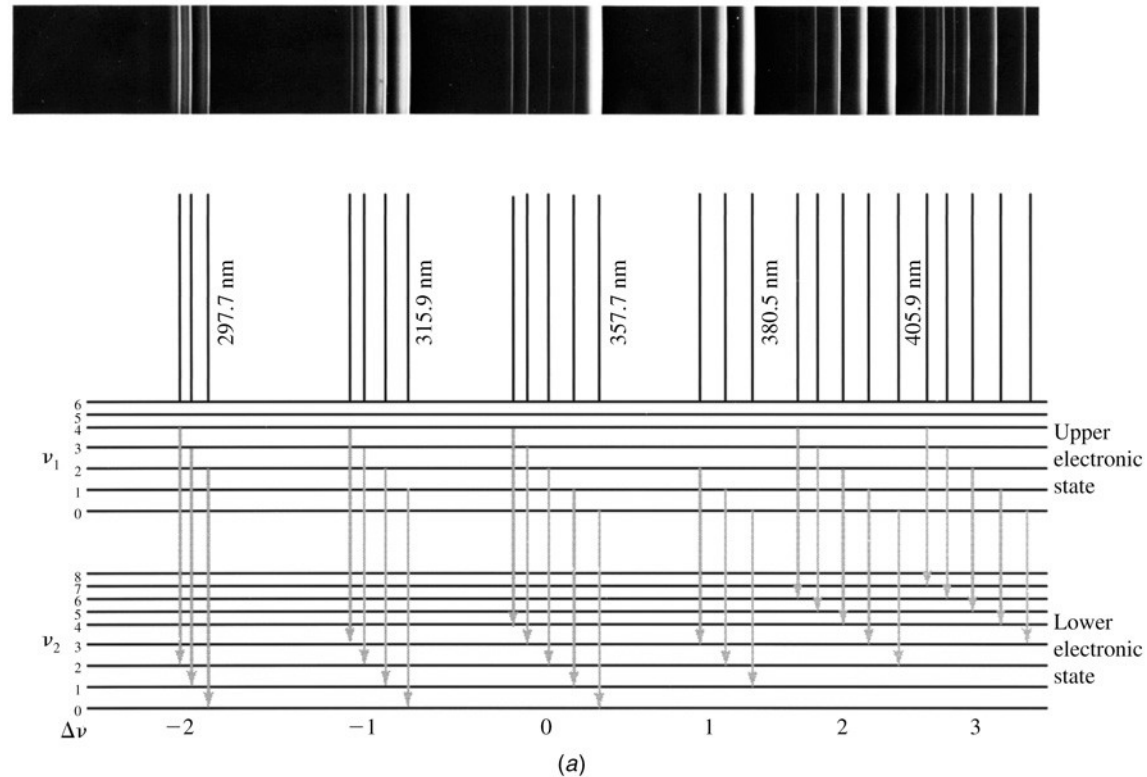 297.7 nm
315.9 nm
357.7 nm
380.5 nm
405.9 nm
6
5
4
3
2
1
0
ν1
Upper
electronic
state
8
7
6
5
4
3
2
1
0
ν2
Lower
electronic
state
Δν
−2 −1 0 1 2 3
(a)